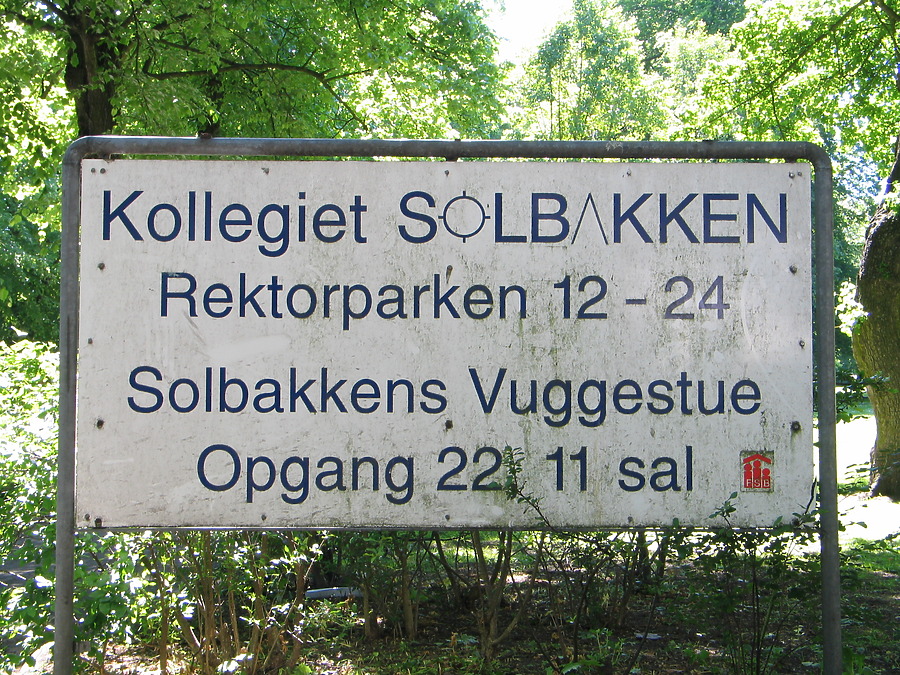 Kollegiet SOLBAKKEN
Rektorparken 12 - 24
Solbakkens Vuggestue
Opgang 22 11 sal
FSB